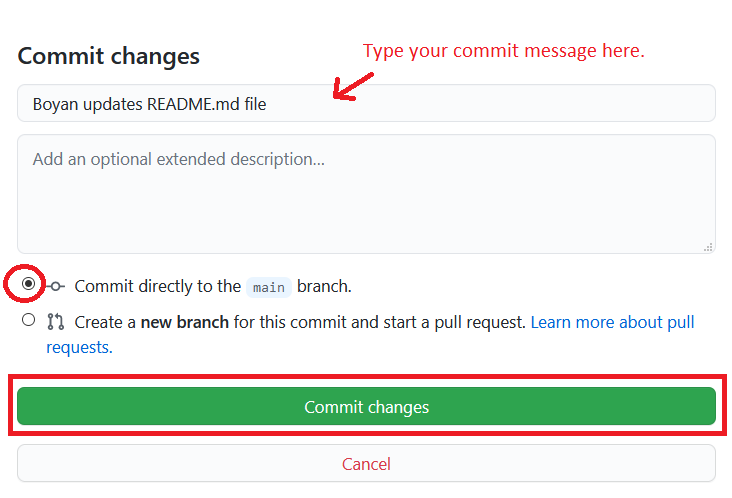 Commit changes
Type your commit message here.
Boyan updates README.md file
Add an optional extended description...
Commit directly to the main branch.
Create a new branch for this commit and start a pull request. Learn more about pull
requests.
Commit changes
Cancel